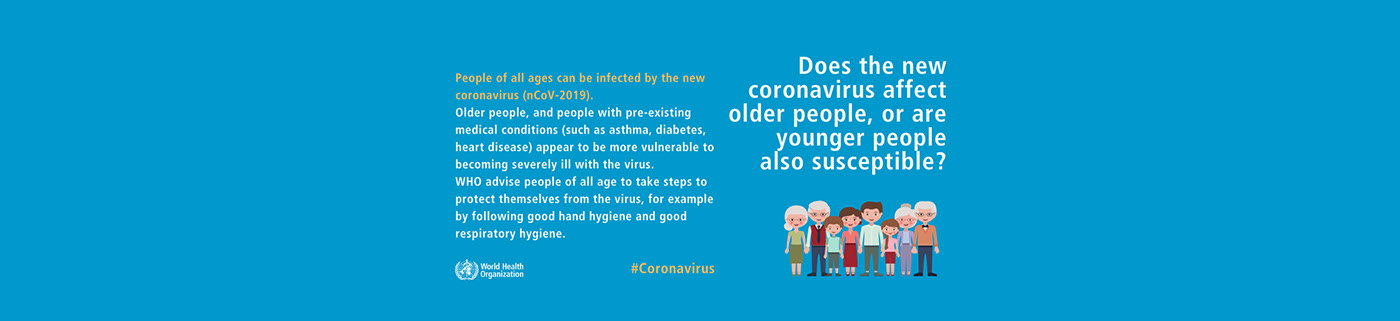 People of all ages can be infected by the new
coronavirus (nCoV-2019).
Older people, and people with pre-existing
medical conditions (such as asthma, diabetes,
heart disease) appear to be more vulnerable to
becoming severely ill with the virus.
WHO advise people of all age to take steps to
protect themselves from the virus, for example
by following good hand hygiene and good
respiratory hygiene.
World Health
Organization
#Coronavirus
Does the new
coronavirus affect
older people, or are
younger people
also susceptible?